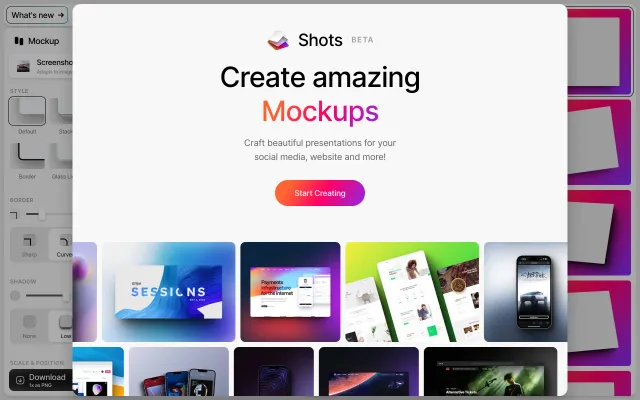 What's new →
Mockup
Screensho
Adapts to image
STYLE
Default
Stack
Border
Glass Li
BORDER
Sharp
Curve
SHADOW
None
Low
SCALE & POSITION
Download
1x as PNG
Shots BETA
Create amazing
Mockups
Craft beautiful presentations for your
social media, website and more!
Start Creating
SESSIONS
Payments
infrastructure
for the internet